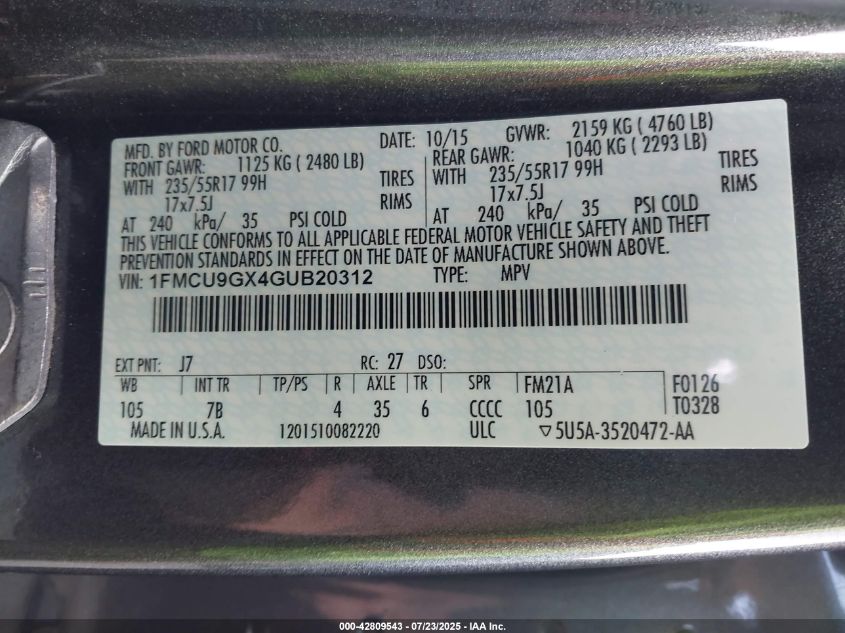 MFD. BY FORD MOTOR CO. DATE: 10/15 GVWR: 2159 KG ( 4760 LB)
FRONT GAWR: 1125 KG ( 2480 LB) REAR GAWR: 1040 KG ( 2293 LB)
WITH 235/55R17 99H TIRES WITH 235/55R17 99H TIRES
17x7.5J RIMS 17x7.5J RIMS
AT 240 kPa/ 35 PSI COLD AT 240 kPa/ 35 PSI COLD
THIS VEHICLE CONFORMS TO ALL APPLICABLE FEDERAL MOTOR VEHICLE SAFETY AND THEFT
PREVENTION STANDARDS IN EFFECT ON THE DATE OF MANUFACTURE SHOWN ABOVE.
VIN: 1FMCU9GX4GUB20312 TYPE: MPV
EXT PNT: J7 RC: 27 DSO:
WB INT TR TP/PS R AXLE TR SPR FM21A F0126
105 7B 4 35 6 CCCC 105 T0328
MADE IN U.S.A. 1201510082220 ULC ▽5U5A-3520472-AA
000-42809543 / 07/23/2025 - IAA Inc.